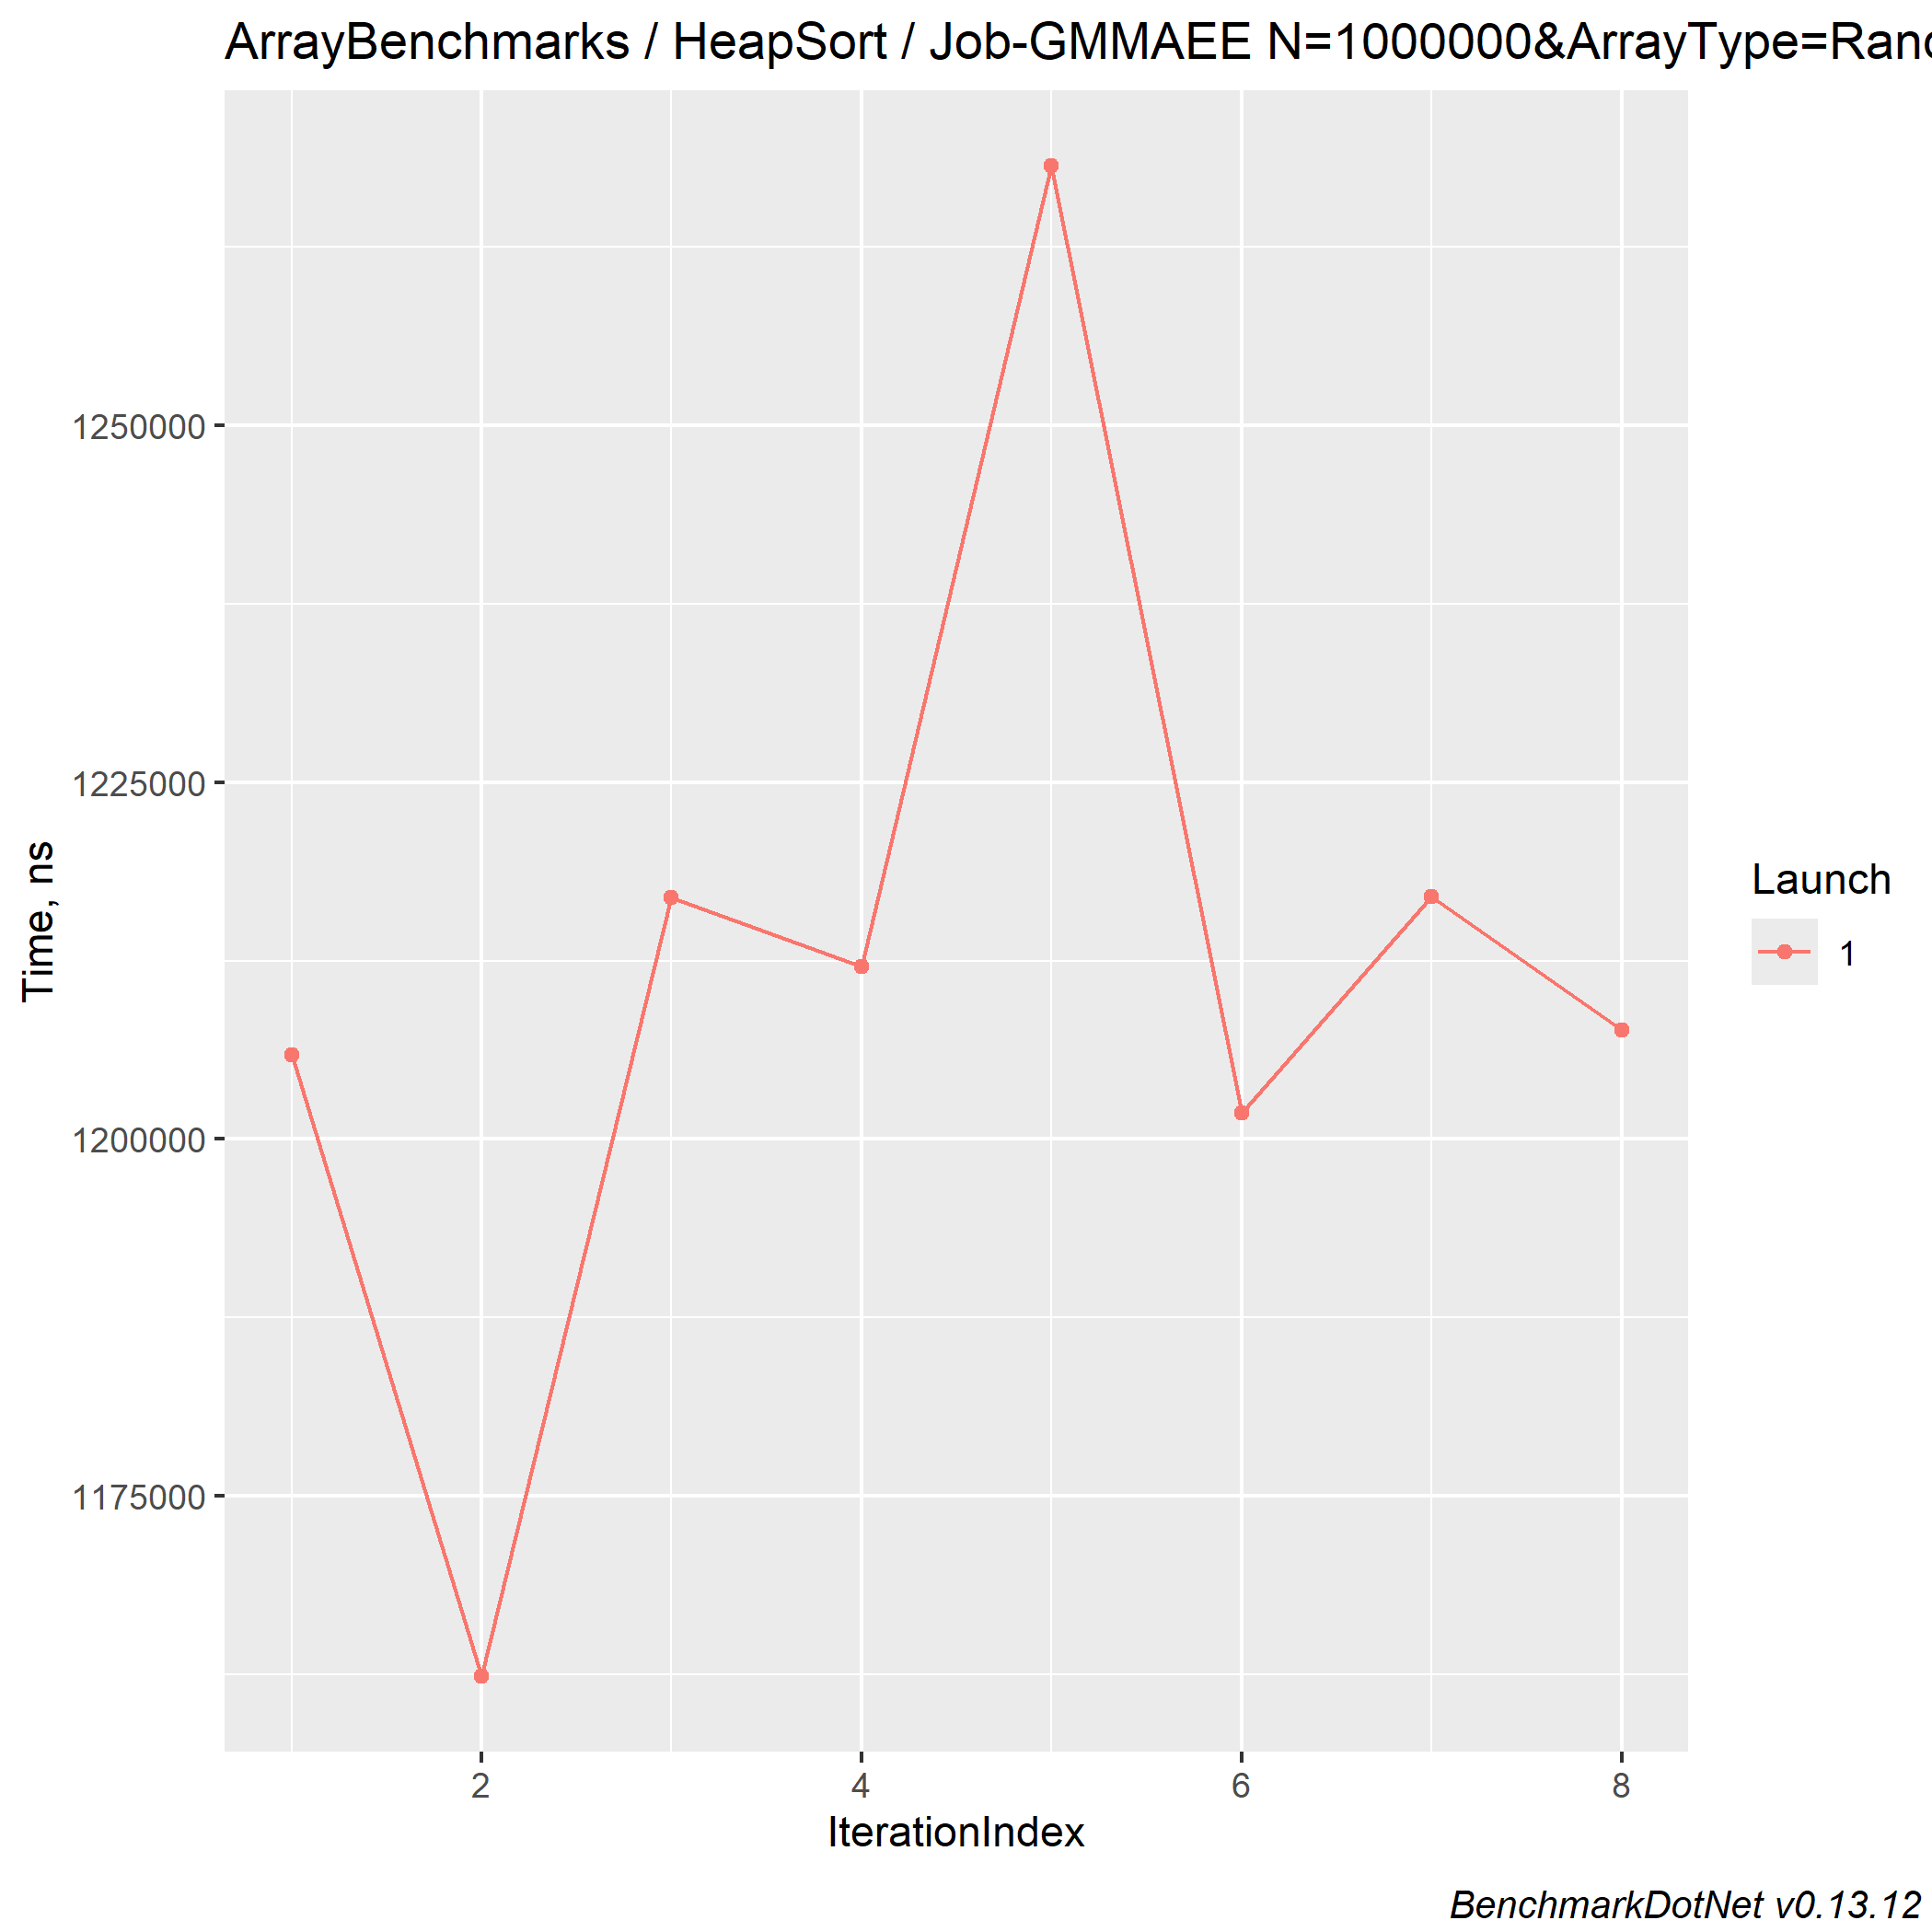 ArrayBenchmarks / HeapSort / Job-GMMAEE N=1000000&ArrayType=Ran
1250000
1225000
1200000
1175000
Time, ns
2 4 6 8
IterationIndex
Launch
1
BenchmarkDotNet v0.13.12